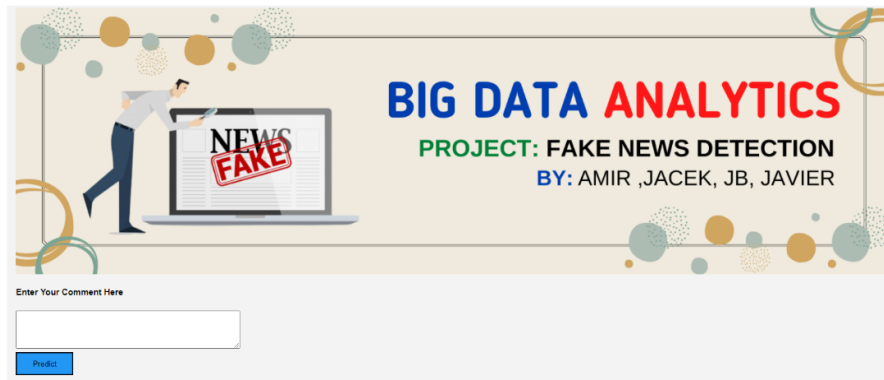 BIG DATA ANALYTICS
PROJECT: FAKE NEWS DETECTION
BY: AMIR ,JACEK, JB, JAVIER
NEWS
FAKE
Enter Your Comment Here
Predict